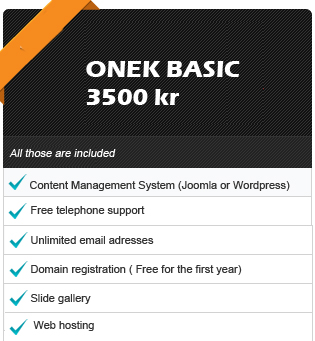 ONEK BASIC
3500 kr
All those are included
Content Management System (Joomla or Wordpress)
Free telephone support
Unlimited email adresses
Domain registration ( Free for the first year)
Slide gallery
Web hosting